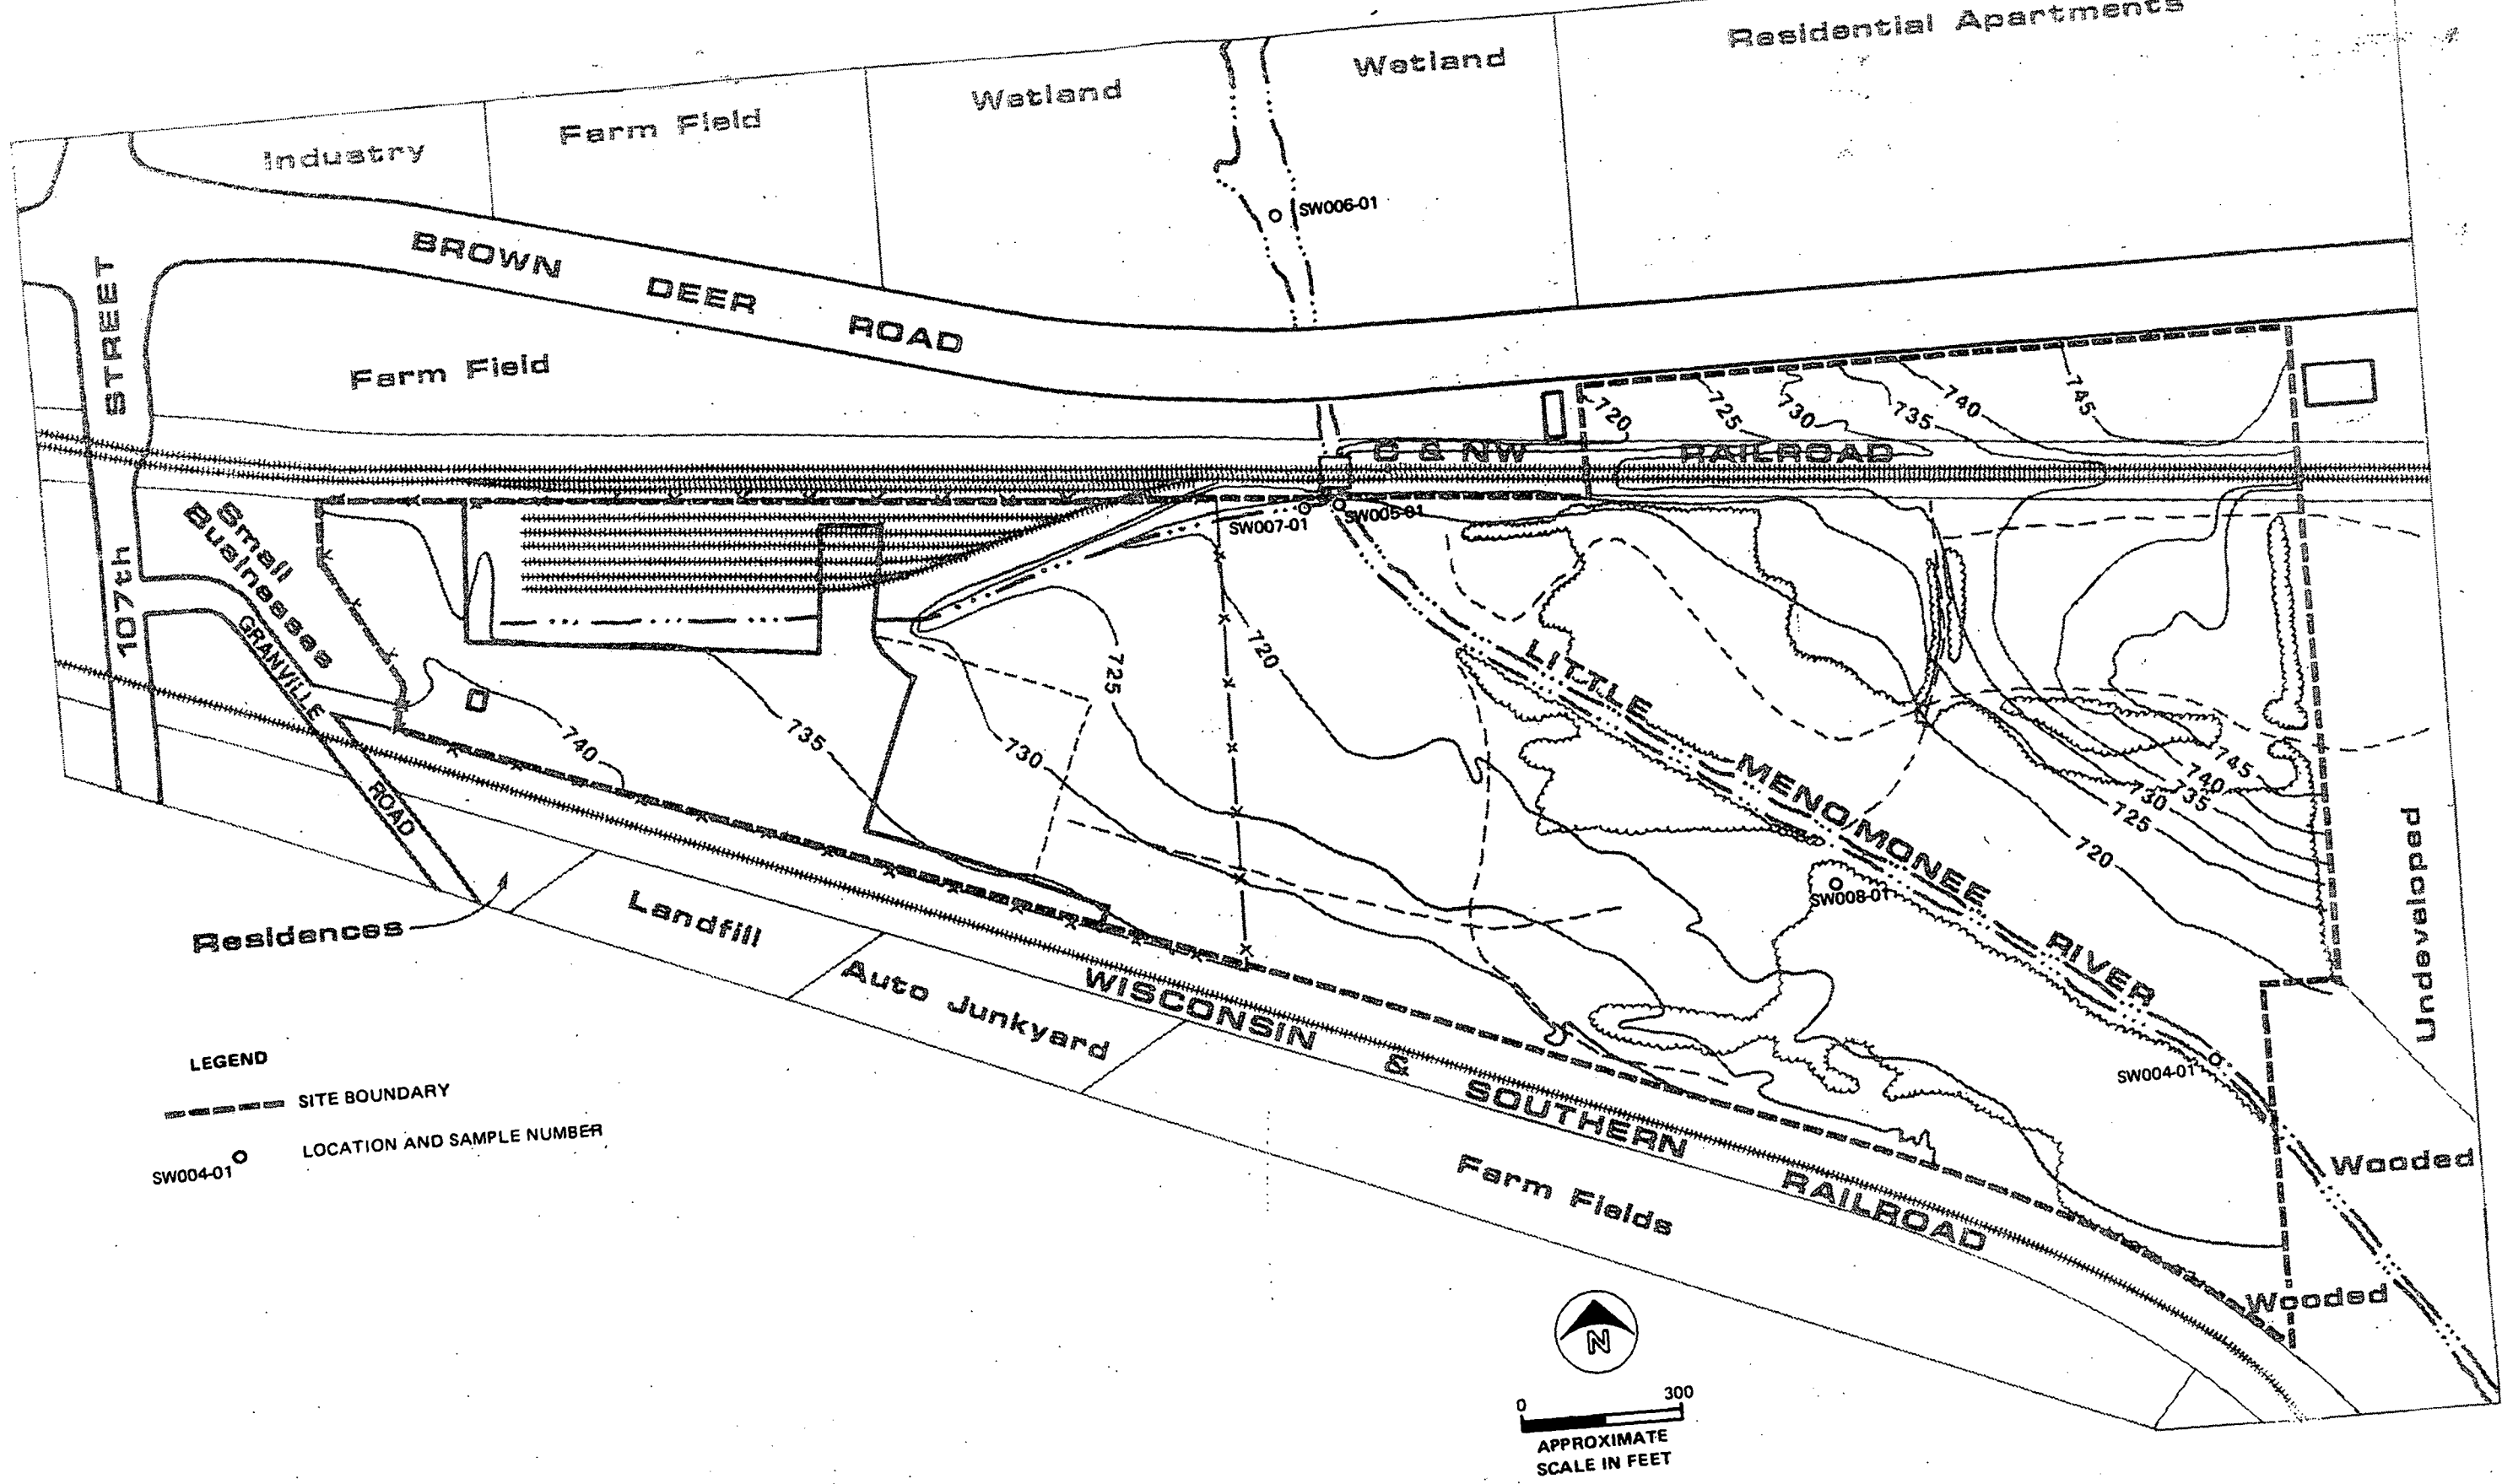 Residential Apartments
Wetland
Wetland
Farm Field
Industry
SW006-01
BROWN DEER ROAD
107th STREET
Farm Field
745
740
735
730
725
720
C & NW RAILROAD
SW007-01
SW005-01
Small
Businesses
GRANVILLE ROAD
720
725
730
735
740
LITTLE MENOMONEE RIVER
745
740
735
730
725
720
SW008-01
Undeveloped
Residences
Landfill
Auto Junkyard
WISCONSIN & SOUTHERN RAILROAD
SW004-01
Farm Fields
Wooded
Wooded
LEGEND
SITE BOUNDARY
LOCATION AND SAMPLE NUMBER
SW004-01
N
0 300
APPROXIMATE
SCALE IN FEET